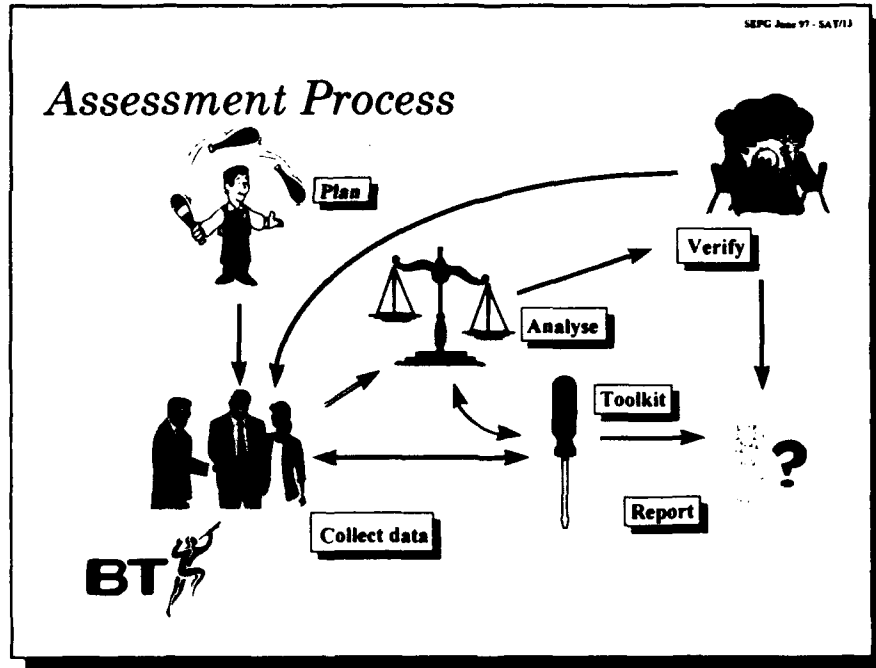 SEPG June 97 - SAT/13
Assessment Process
Plan
Verify
Analyse
Toolkit
Report
Collect data
BT
?